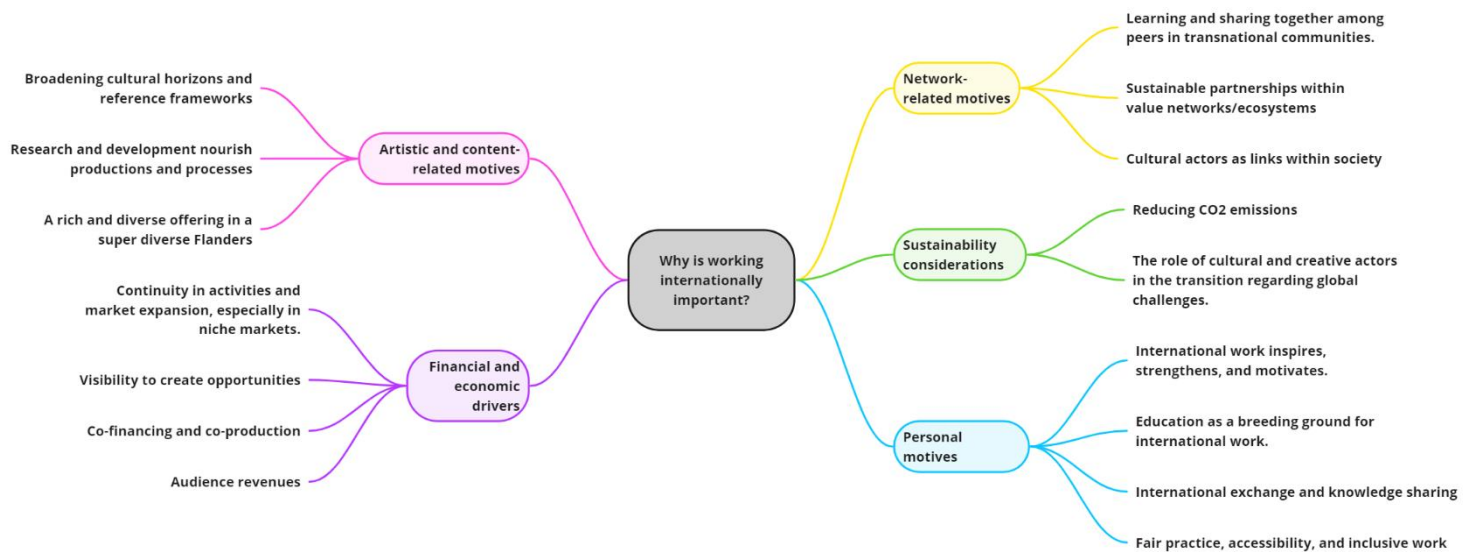 Why is working
internationally
important?
Artistic and content-
related motives
Broadening cultural horizons and
reference frameworks
Research and development nourish
productions and processes
A rich and diverse offering in a
super diverse Flanders
Financial and
economic
drivers
Continuity in activities and
market expansion, especially in
niche markets.
Visibility to create opportunities
Co-financing and co-production
Audience revenues
Network-
related motives
Learning and sharing together among
peers in transnational communities.
Sustainable partnerships within
value networks/ecosystems
Cultural actors as links within society
Sustainability
considerations
Reducing CO2 emissions
The role of cultural and creative actors
in the transition regarding global
challenges.
Personal
motives
International work inspires,
strengthens, and motivates.
Education as a breeding ground for
international work.
International exchange and knowledge sharing
Fair practice, accessibility, and inclusive work